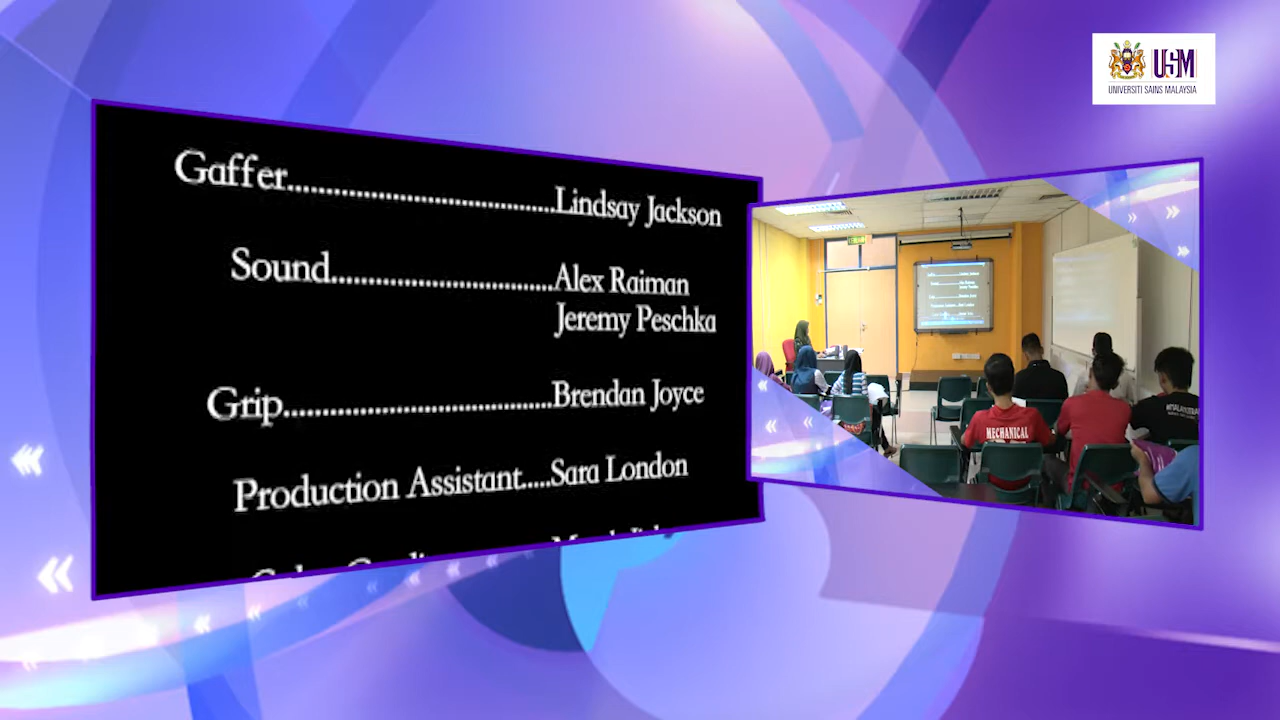 USM
UNIVERSITI SAINS MALAYSIA
Gaffer..............................................Lindsay Jackson
Sound......................................Alex Raiman
Jeremy Peschka
Grip..............................................Brendan Joyce
Production Assistant.....Sara London
MECHANICAL